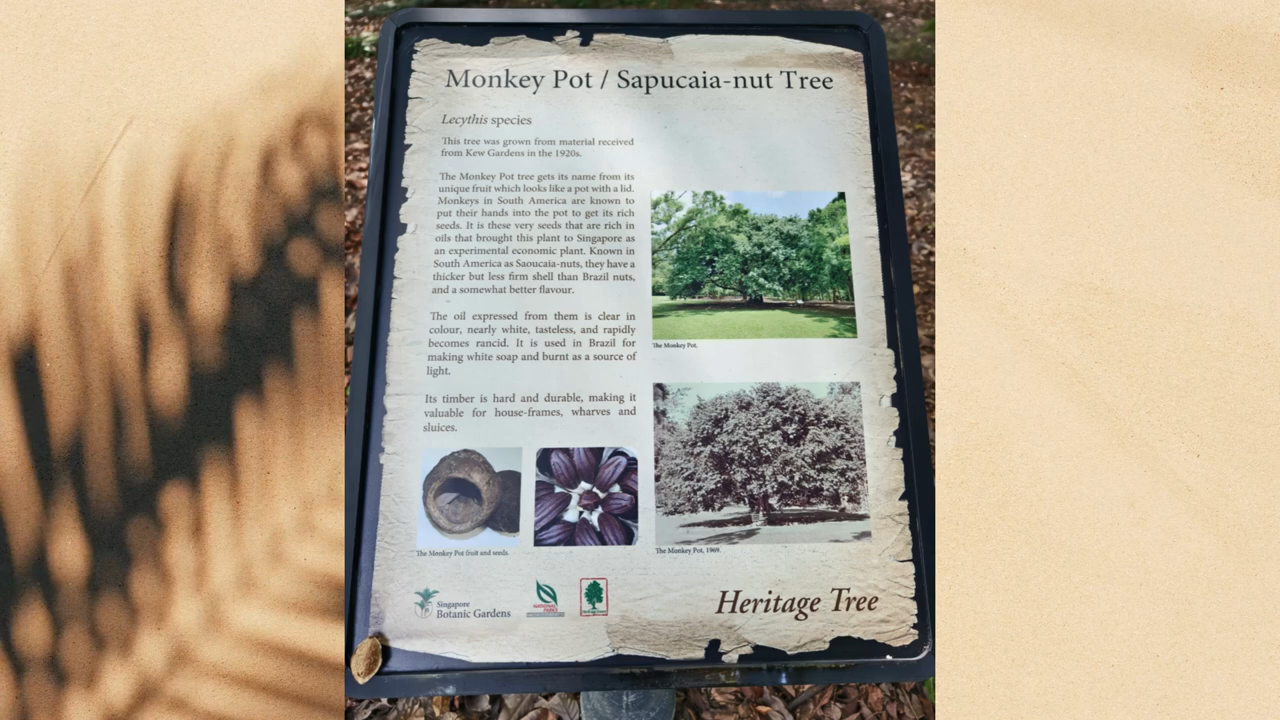 Monkey Pot / Sapucaia-nut Tree
Lecythis species
This tree was grown from material received
from Kew Gardens in the 1920s.
The Monkey Pot tree gets its name from its
unique fruit which looks like a pot with a lid.
Monkeys in South America are known to
put their hands into the pot to get its rich
seeds. It is these very seeds that are rich in
oils that brought this plant to Singapore as
an experimental economic plant. Known in
South America as Saoucaia-nuts, they have a
thicker but less firm shell than Brazil nuts,
and a somewhat better flavour.
The oil expressed from them is clear in
colour, nearly white, tasteless, and rapidly
becomes rancid. It is used in Brazil for
making white soap and burnt as a source of
light.
Its timber is hard and durable, making it
valuable for house-frames, wharves and
sluices.
The Monkey Pot.
The Monkey Pot, 1969.
The Monkey Pot fruit and seeds.
Singapore
Botanic Gardens
NATIONAL
PARKS
Heritage Tree